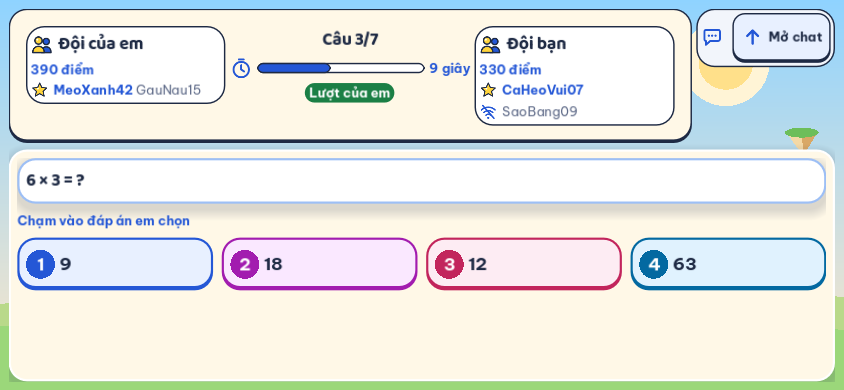 Đội của em
390 điểm
MeoXanh42 GauNau15
Câu 3/7
9 giây
Lượt của em
Đội bạn
330 điểm
CaHeoVui07
SaoBang09
Mở chat
6 × 3 = ?
Chạm vào đáp án em chọn
1 9
2 18
3 12
4 63